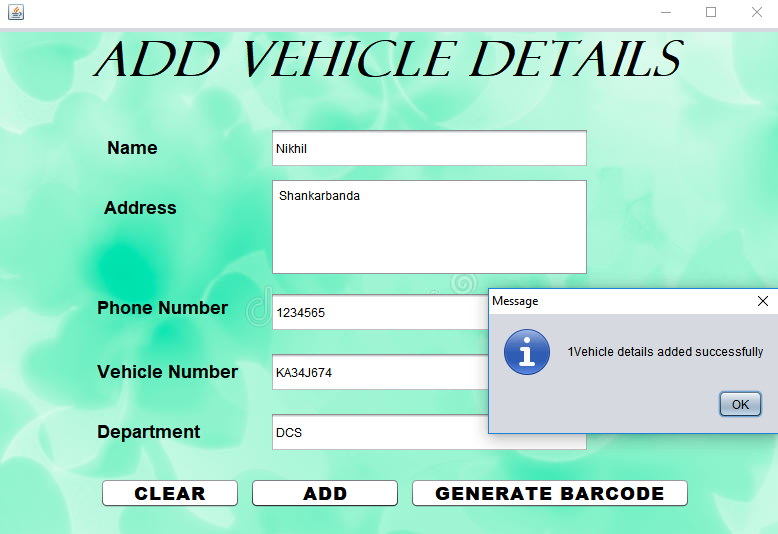 ADD VEHICLE DETAILS
Name
Nikhil
Address
Shankarbanda
Phone Number
1234565
Vehicle Number
KA34J674
Department
DCS
Message
1Vehicle details added successfully
OK
CLEAR
ADD
GENERATE BARCODE